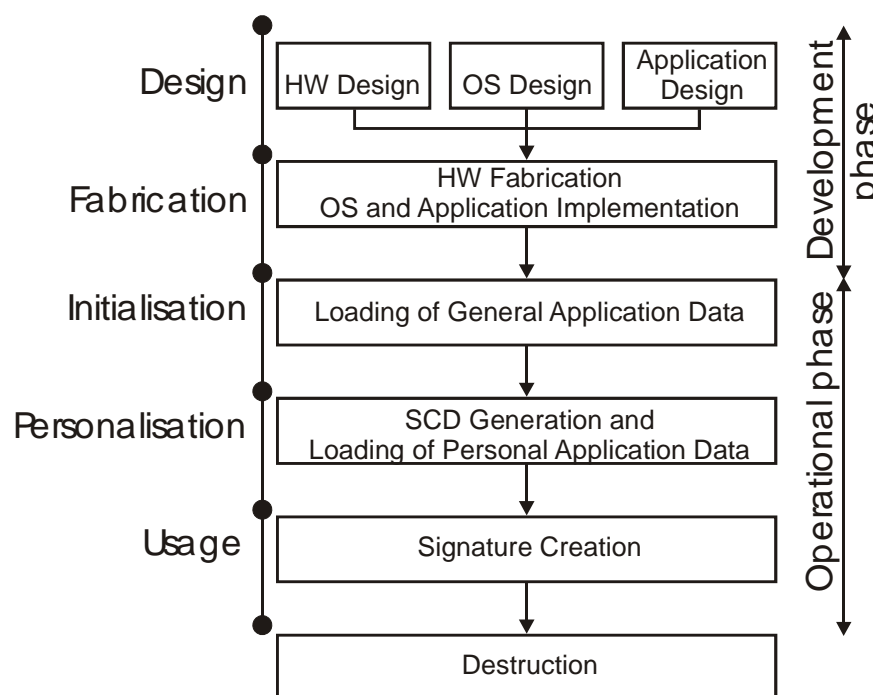 Design
HW Design
OS Design
Application
Design
Fabrication
HW Fabrication
OS and Application Implementation
Initialisation
Loading of General Application Data
Personalisation
SCD Generation and
Loading of Personal Application Data
Usage
Signature Creation
Destruction
Development
phase
Operational phase